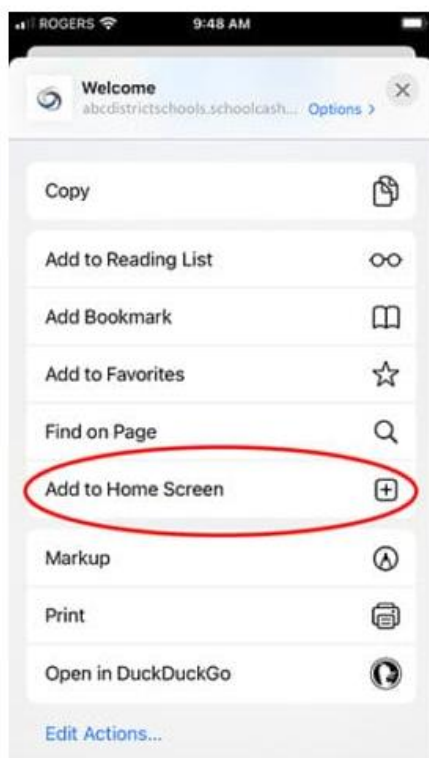 ROGERS 9:48 AM
Welcome
abcdistrictschools.schoolcash... Options >
Copy
Add to Reading List
Add Bookmark
Add to Favorites
Find on Page
Add to Home Screen
Markup
Print
Open in DuckDuckGo
Edit Actions...